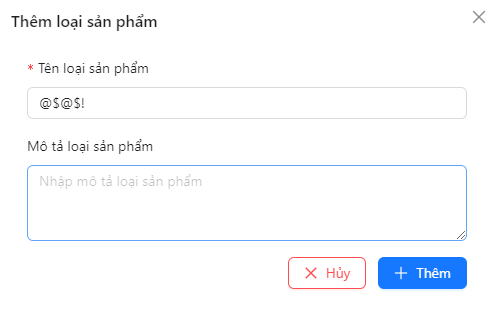 Thêm loại sản phẩm
* Tên loại sản phẩm
@$@$!
Mô tả loại sản phẩm
Nhập mô tả loại sản phẩm
Hủy
Thêm